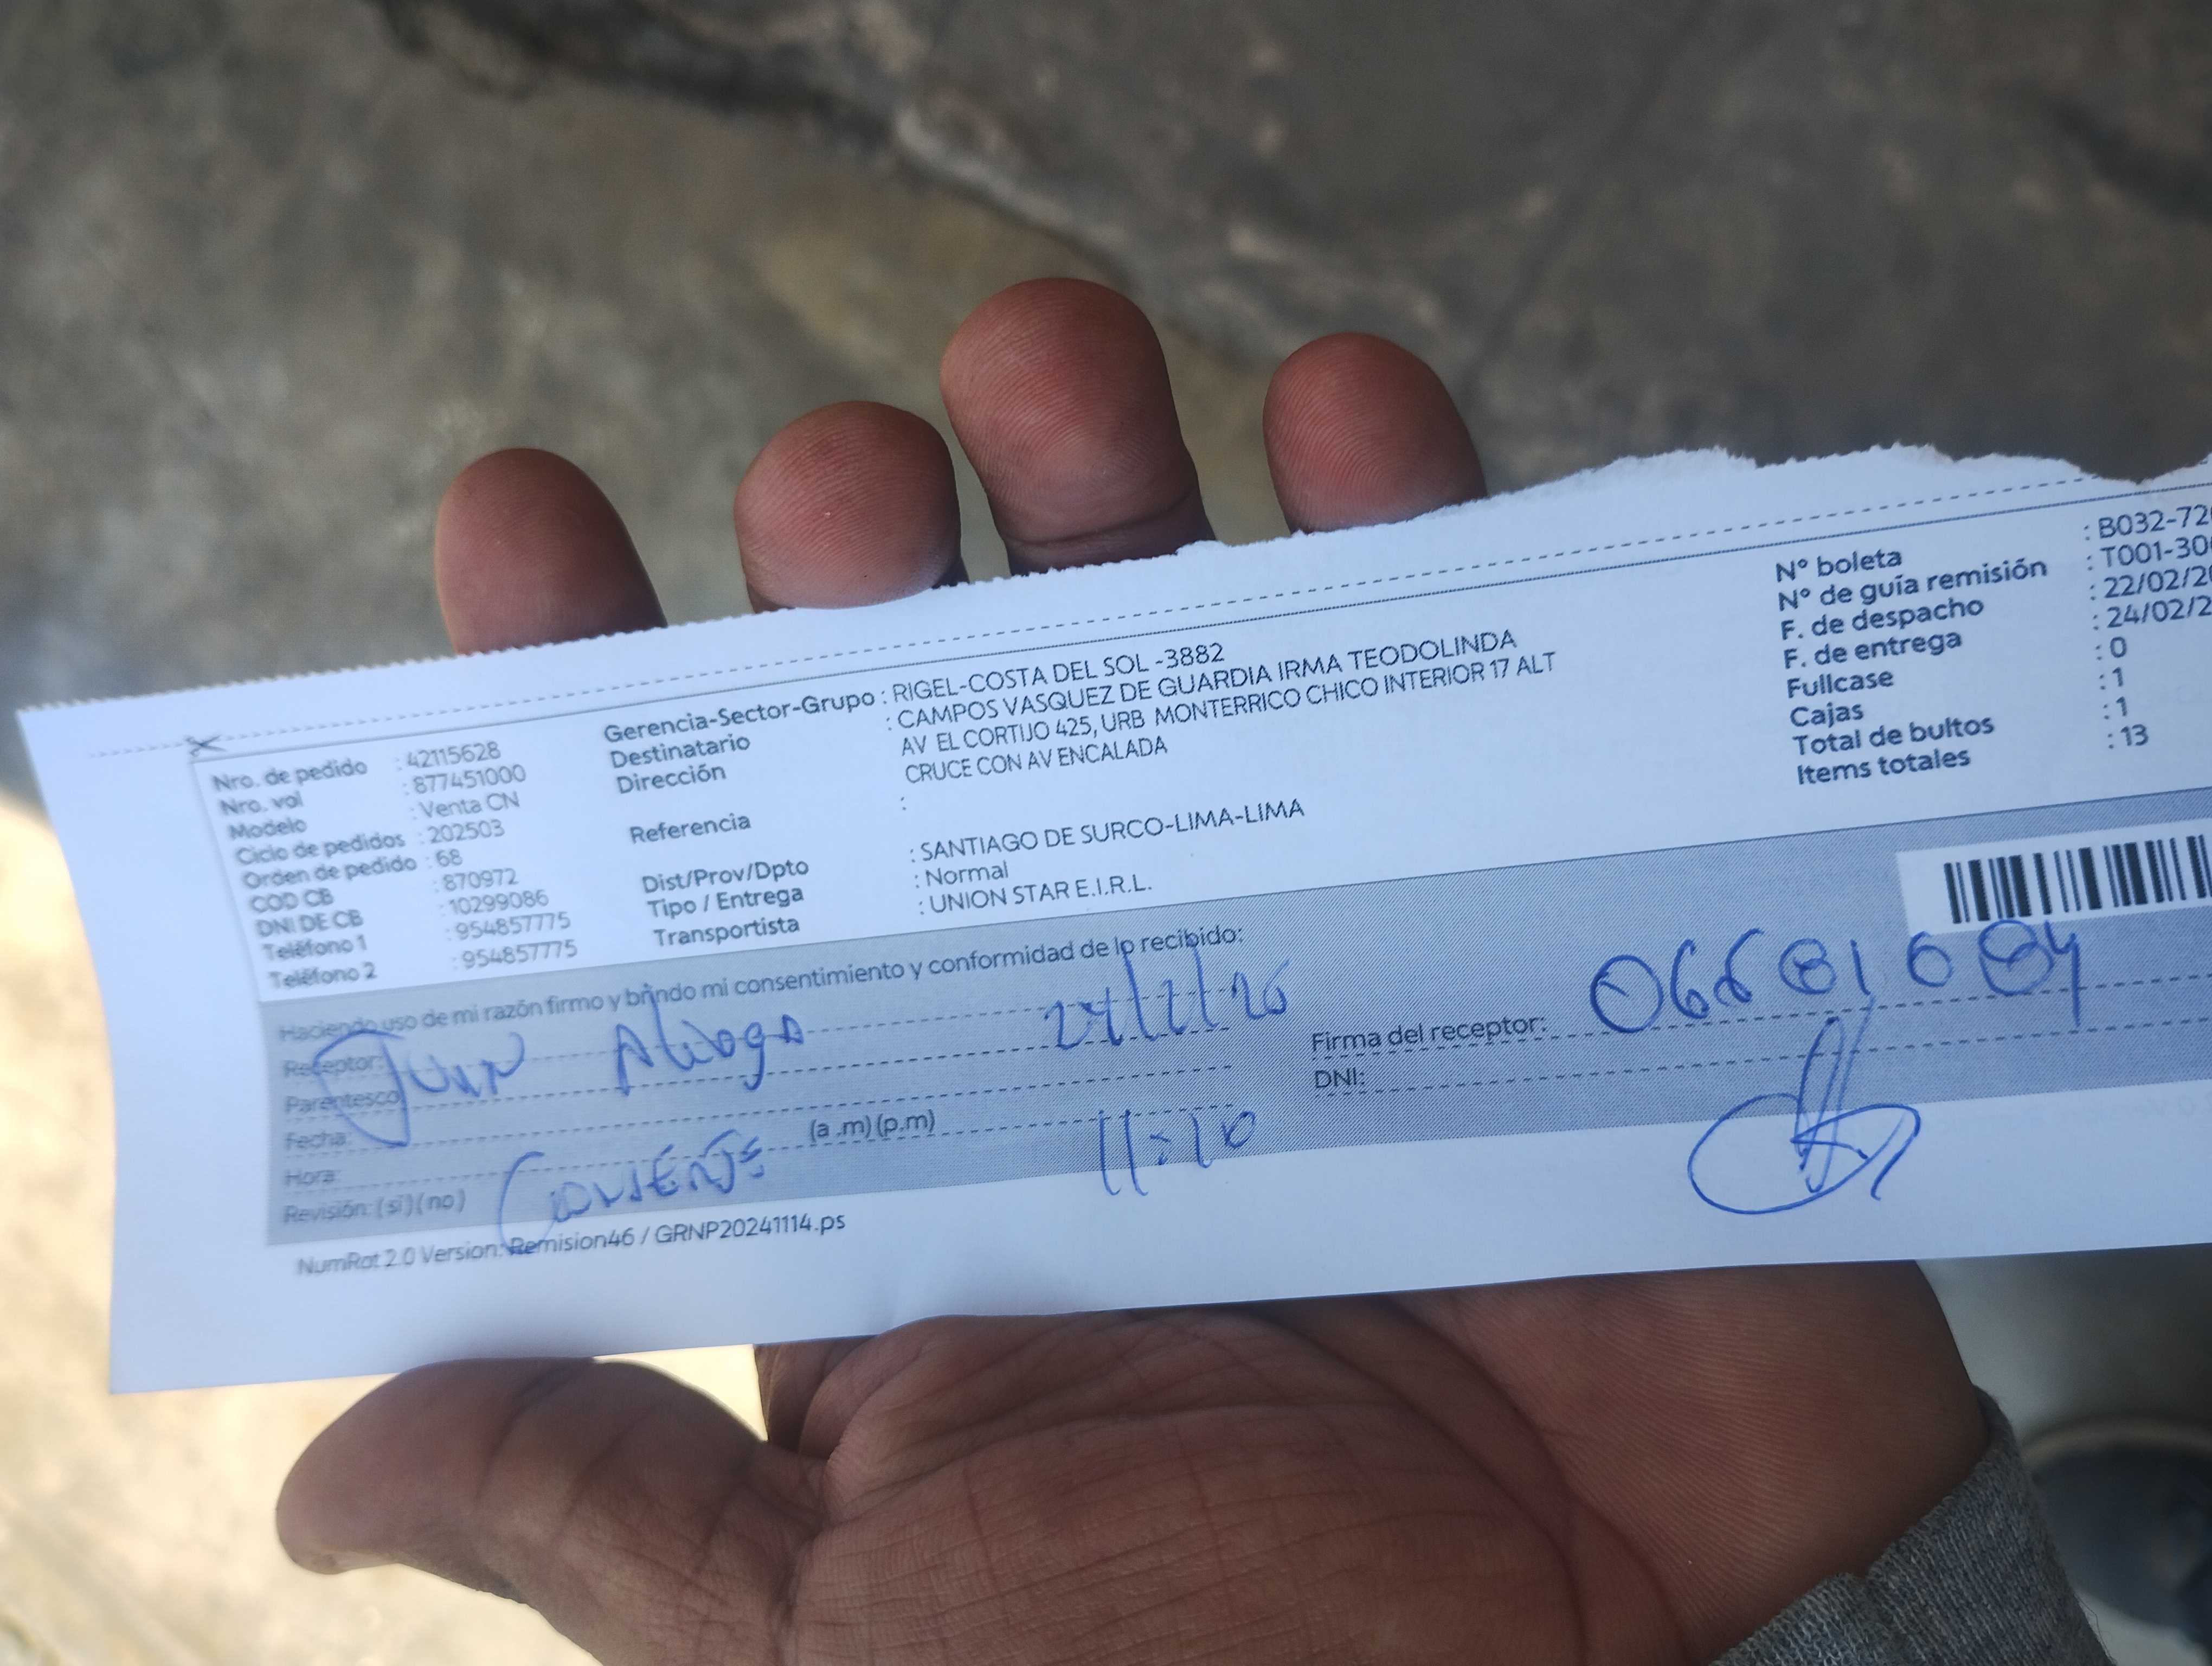 Nro. de pedido : 42115628
Nro. vol : 877451000
Modelo : Venta CN
Ciclo de pedidos : 202503
Orden de pedido : 68
COD CB : 870972
DNI DE CB : 10299086
Teléfono 1 : 954857775
Teléfono 2 : 954857775
Gerencia-Sector-Grupo : RIGEL-COSTA DEL SOL -3882
Destinatario : CAMPOS VASQUEZ DE GUARDIA IRMA TEODOLINDA
Dirección AV EL CORTIJO 425, URB MONTERRICO CHICO INTERIOR 17 ALT
CRUCE CON AV ENCALADA
Referencia :
Dist/Prov/Dpto : SANTIAGO DE SURCO-LIMA-LIMA
Tipo / Entrega : Normal
Transportista : UNION STAR E.I.R.L.
N° boleta : B032-72
N° de guía remisión : T001-30
F. de despacho : 22/02/2
F. de entrega : 24/02/2
Fullcase : 0
Cajas : 1
Total de bultos : 1
Items totales : 13
Haciendo uso de mi razón firmo y brindo mi consentimiento y conformidad de lo recibido:
Receptor: Juan Aliaga
Parentesco
Fecha:
Hora: (a .m) (p.m) 11:10
Revisión: ( si ) ( no )
Firma del receptor:
DNI:
NumRot 2.0 Version: Remision46 / GRNP20241114.ps